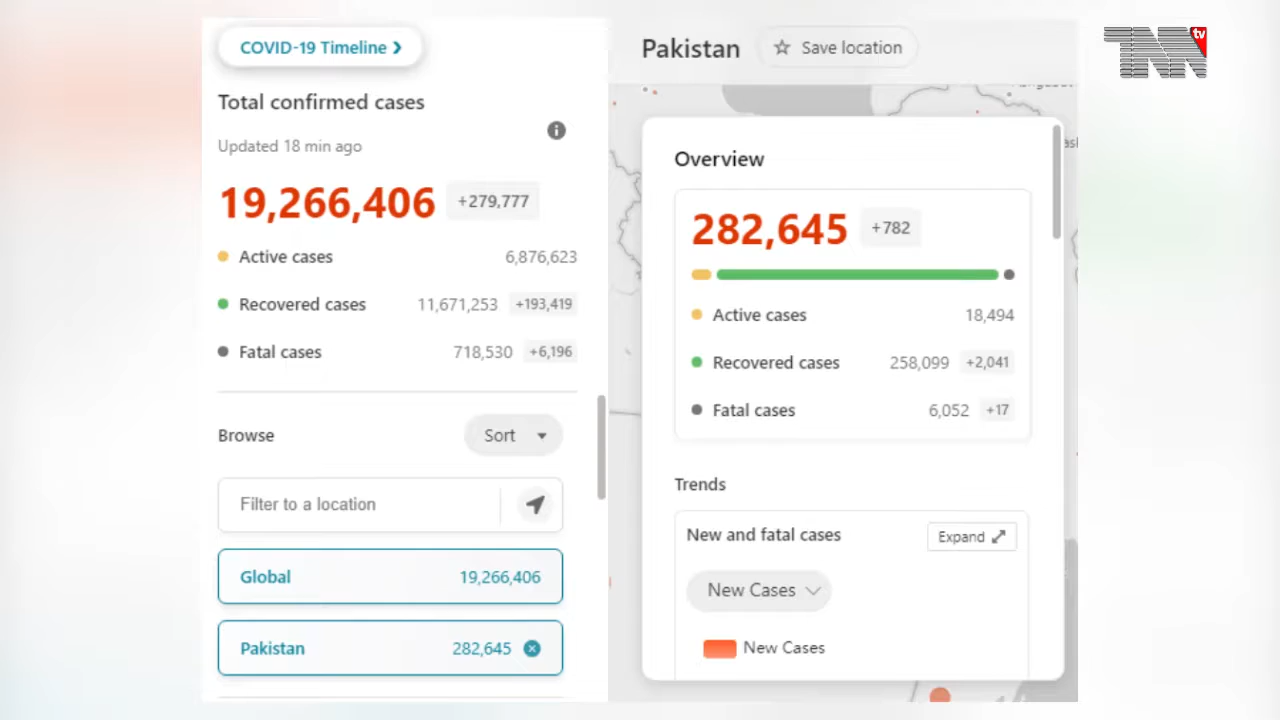 COVID-19 Timeline
Total confirmed cases
Updated 18 min ago
19,266,406 +279,777
Active cases 6,876,623
Recovered cases 11,671,253 +193,419
Fatal cases 718,530 +6,196
Browse
Sort
Filter to a location
Global 19,266,406
Pakistan 282,645
Pakistan
Save location
Overview
282,645 +782
Active cases 18,494
Recovered cases 258,099 +2,041
Fatal cases 6,052 +17
Trends
New and fatal cases
Expand
New Cases
New Cases
TNN tv